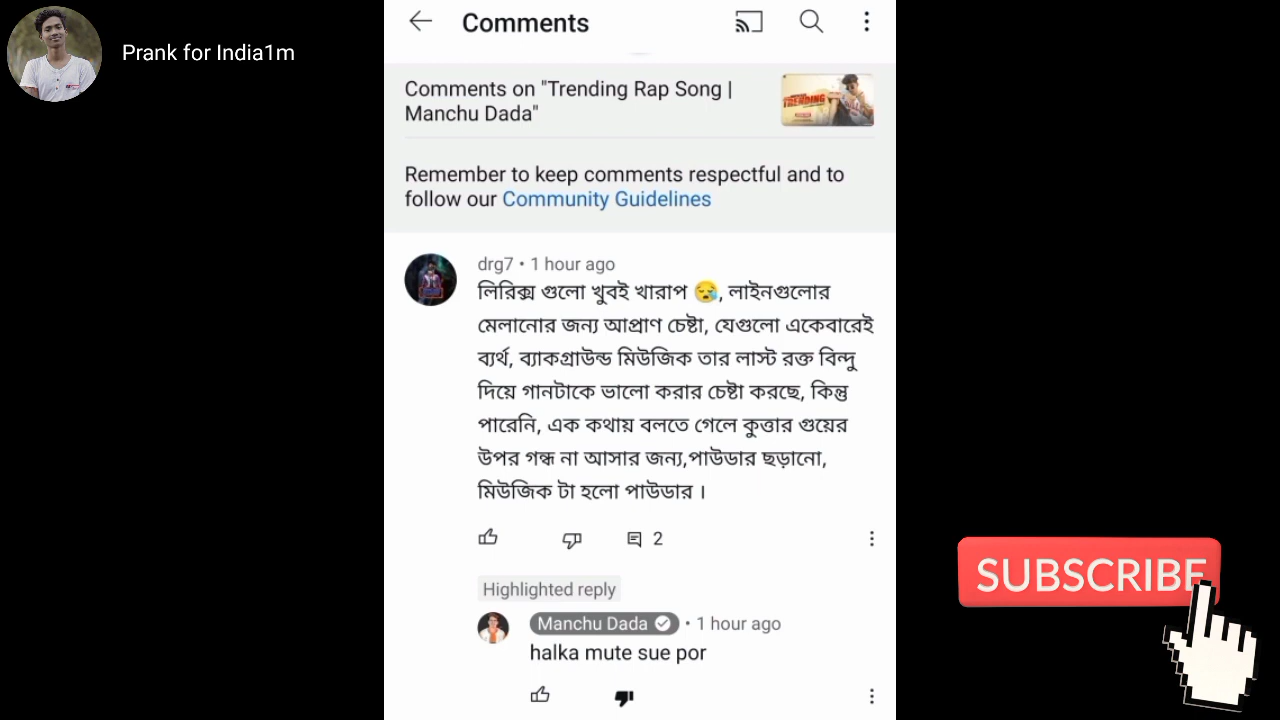 Prank for India1m
Comments
Comments on "Trending Rap Song |
Manchu Dada"
TRENDING
Remember to keep comments respectful and to
follow our Community Guidelines
drg7 • 1 hour ago
লিরিক্স গুলো খুবই খারাপ 😪, লাইনগুলোর
মেলানোর জন্য আপ্রাণ চেষ্টা, যেগুলো একেবারেই
ব্যর্থ, ব্যাকগ্রাউন্ড মিউজিক তার লাস্ট রক্ত বিন্দু
দিয়ে গানটাকে ভালো করার চেষ্টা করছে, কিন্তু
পারেনি, এক কথায় বলতে গেলে কুত্তার গুয়ের
উপর গন্ধ না আসার জন্য,পাউডার ছড়ানো,
মিউজিক টা হলো পাউডার ।
2
Highlighted reply
Manchu Dada • 1 hour ago
halka mute sue por
SUBSCRIBE